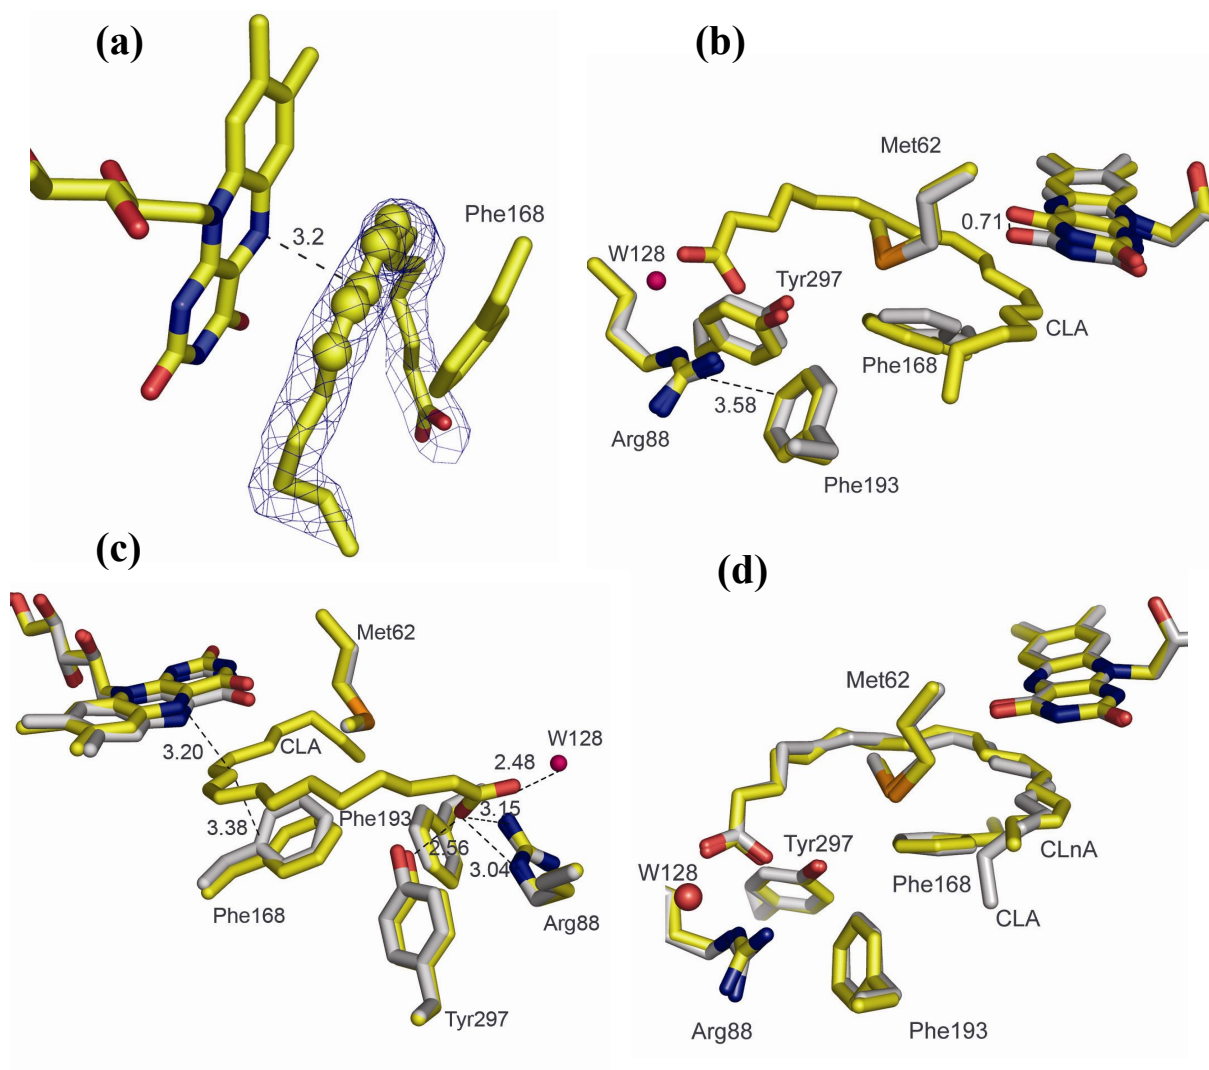 (a)
3.2
Phe168
(b)
Met62
0.71
W128
Tyr297
CLA
Phe168
3.58
Arg88
Phe193
(c)
Met62
3.20
CLA
W128
2.48
Phe193
3.15
3.38
2.56
3.04
Phe168
Arg88
Tyr297
(d)
Met62
Tyr297
CLnA
W128
Phe168
CLA
Arg88
Phe193